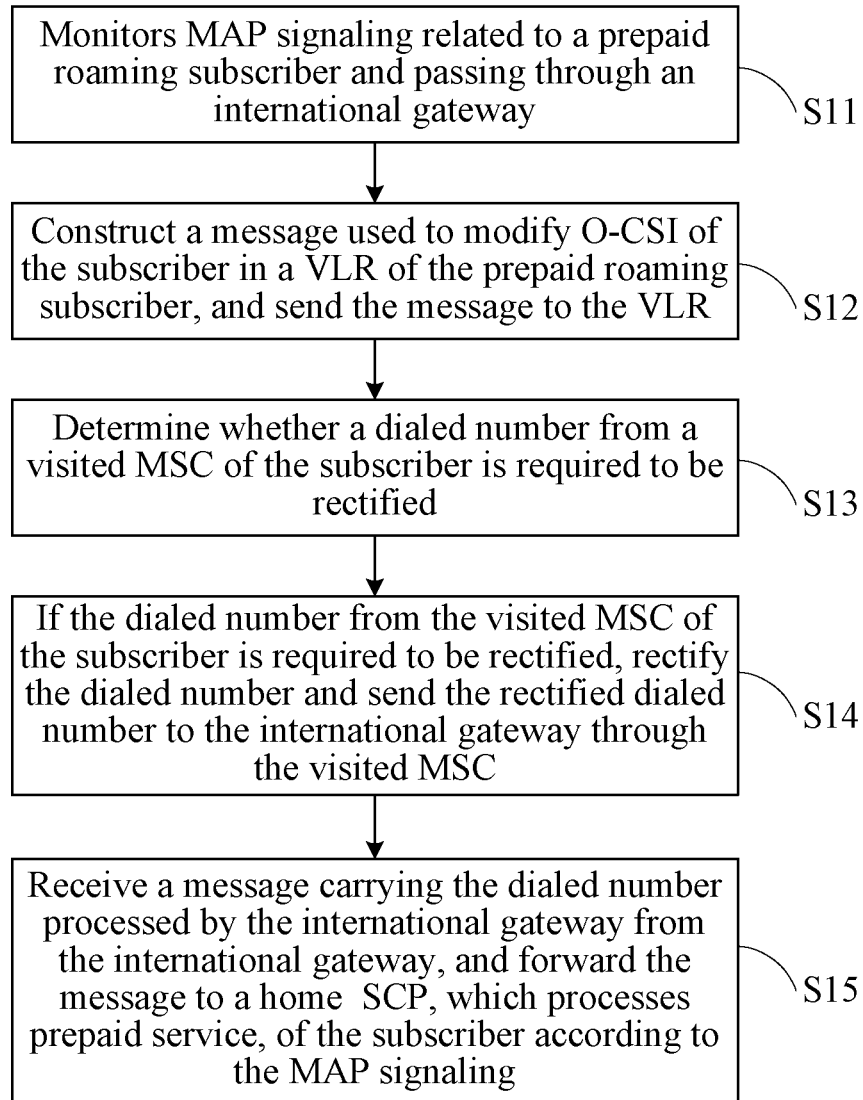 Monitors MAP signaling related to a prepaid
roaming subscriber and passing through an
international gateway
S11
Construct a message used to modify O-CSI of
the subscriber in a VLR of the prepaid roaming
subscriber, and send the message to the VLR
S12
Determine whether a dialed number from a
visited MSC of the subscriber is required to be
rectified
S13
If the dialed number from the visited MSC of
the subscriber is required to be rectified, rectify
the dialed number and send the rectified dialed
number to the international gateway through
the visited MSC
S14
Receive a message carrying the dialed number
processed by the international gateway from
the international gateway, and forward the
message to a home SCP, which processes
prepaid service, of the subscriber according to
the MAP signaling
S15